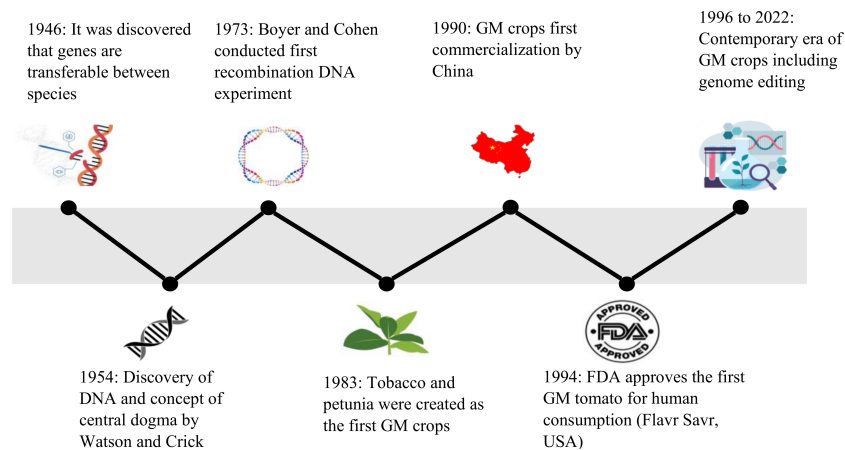 1946: It was discovered
that genes are
transferable between
species
1973: Boyer and Cohen
conducted first
recombination DNA
experiment
1990: GM crops first
commercialization by
China
1996 to 2022:
Contemporary era of
GM crops including
genome editing
1954: Discovery of
DNA and concept of
central dogma by
Watson and Crick
1983: Tobacco and
petunia were created as
the first GM crops
APPROVED
FDA
APPROVED
1994: FDA approves the first
GM tomato for human
consumption (Flavr Savr,
USA)